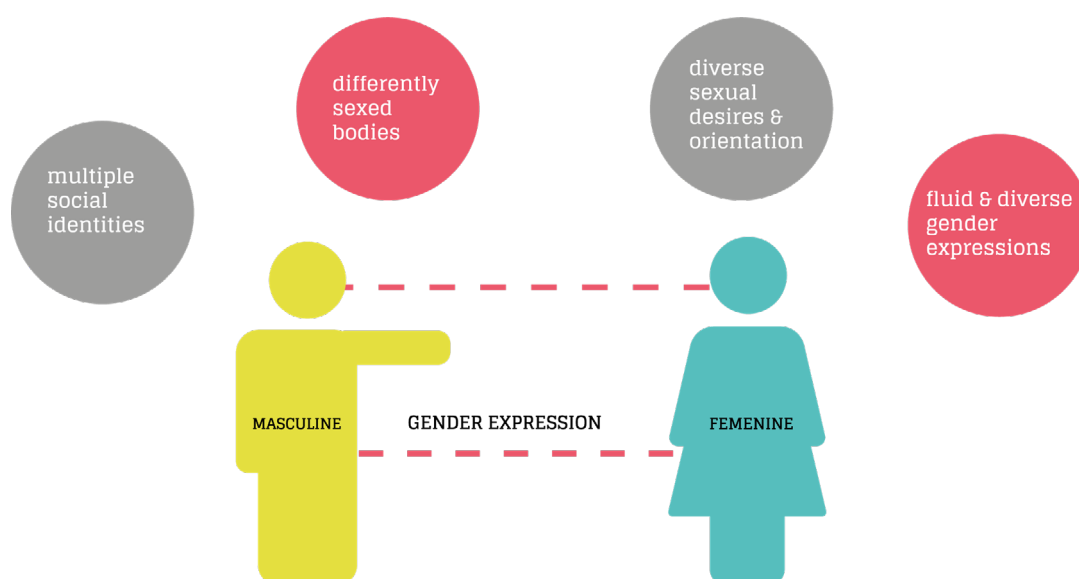 differently
sexed
bodies
diverse
sexual
desires &
orientation
multiple
social
identities
fluid & diverse
gender
expressions
MASCULINE
GENDER EXPRESSION
FEMENINE